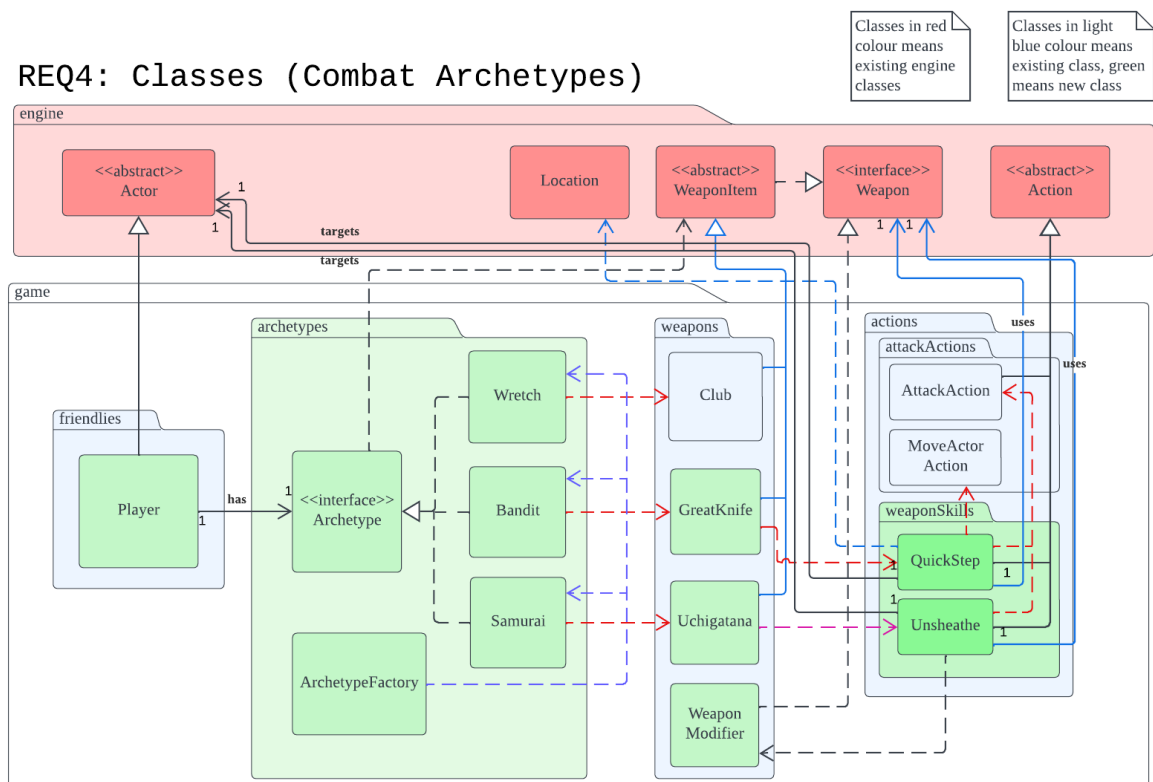 Classes in red
colour means
existing engine
classes
Classes in light
blue colour means
existing class, green
means new class
REQ4: Classes (Combat Archetypes)
engine
<<abstract>>
Actor
Location
<<abstract>>
WeaponItem
<<interface>>
Weapon
<<abstract>>
Action
1
1
1
1
targets
targets
game
archetypes
weapons
actions
uses
attackActions
uses
Wretch
Club
AttackAction
friendlies
MoveActor
Action
Player
has
1
1
<<interface>>
Archetype
Bandit
GreatKnife
weaponSkills
QuickStep
1
1
Samurai
Uchigatana
1
Unsheathe
1
ArchetypeFactory
Weapon
Modifier